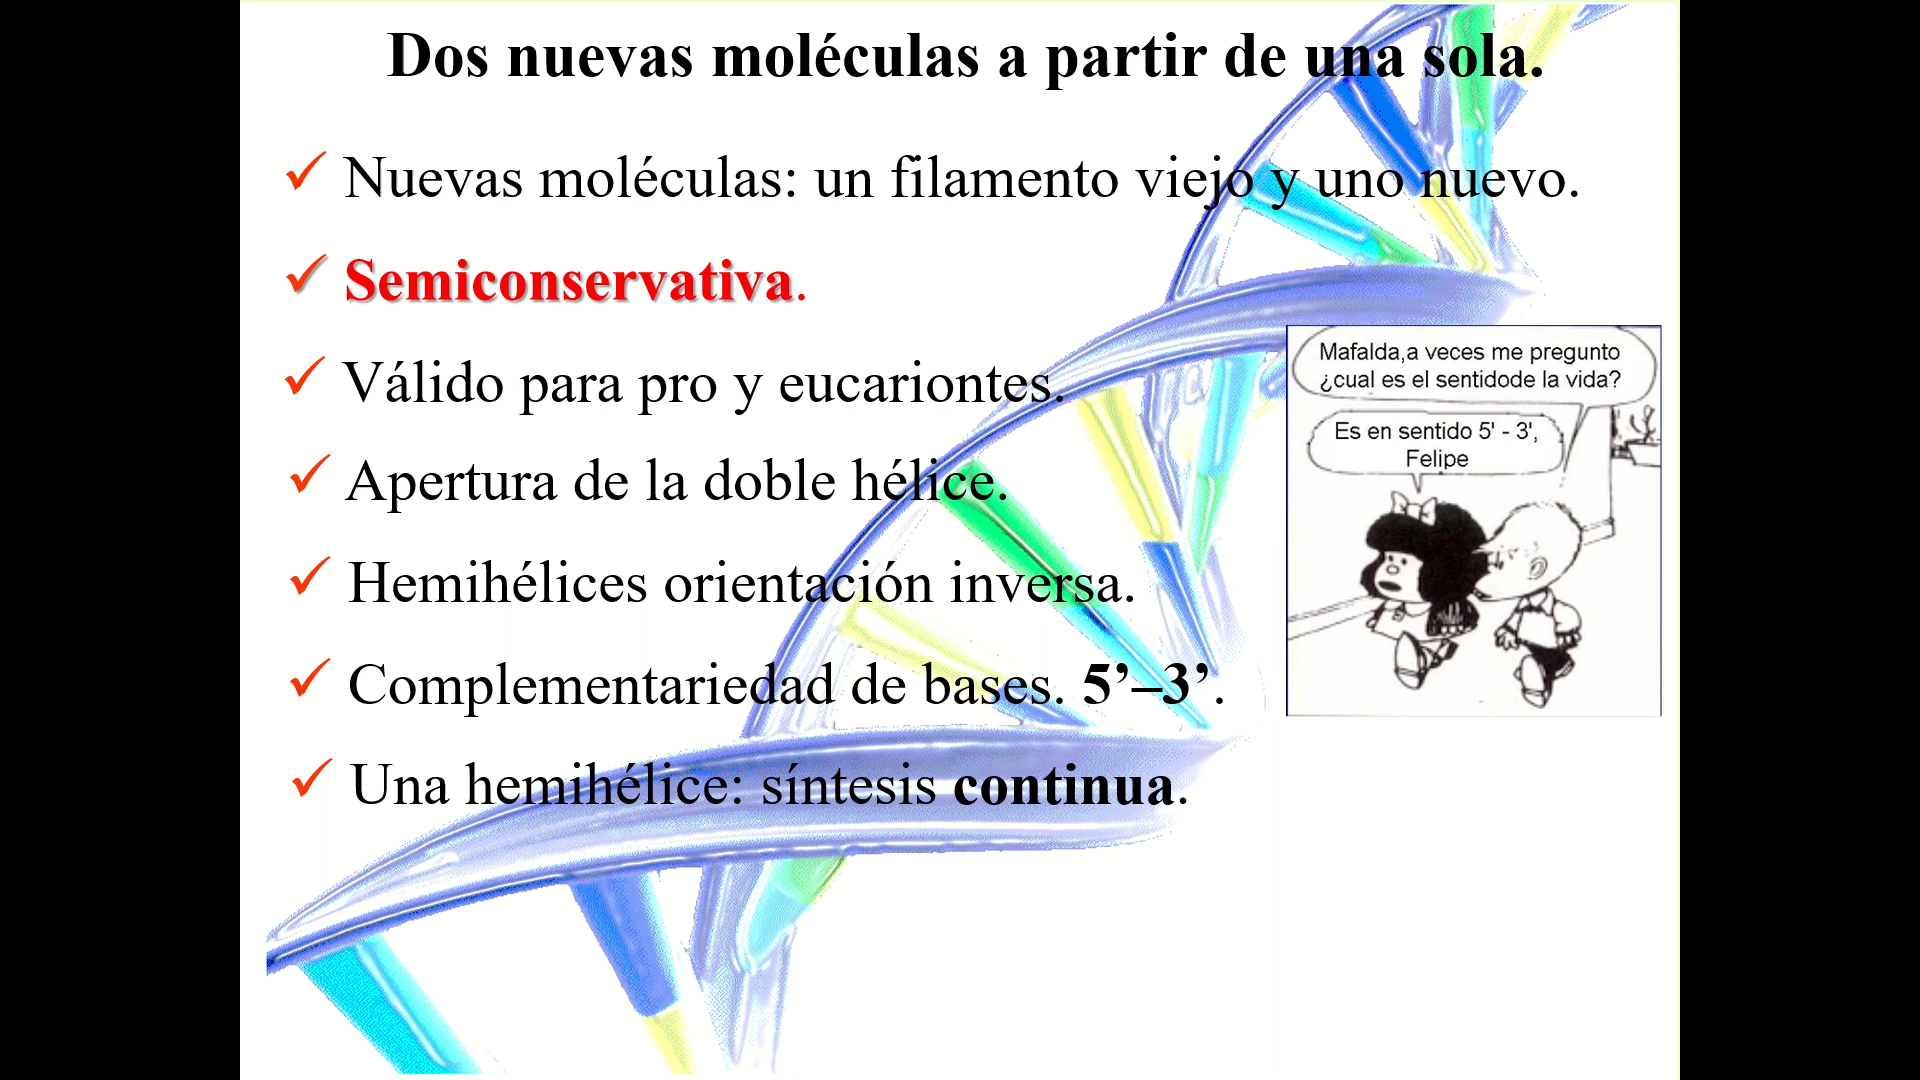 Dos nuevas moléculas a partir de una sola.
✓ Nuevas moléculas: un filamento viejo y uno nuevo.
✓ Semiconservativa.
✓ Válido para pro y eucariontes.
✓ Apertura de la doble hélice.
✓ Hemihélices orientación inversa.
✓ Complementariedad de bases. 5’–3’.
✓ Una hemihélice: síntesis continua.
Mafalda,a veces me pregunto
¿cual es el sentidode la vida?
Es en sentido 5' - 3',
Felipe